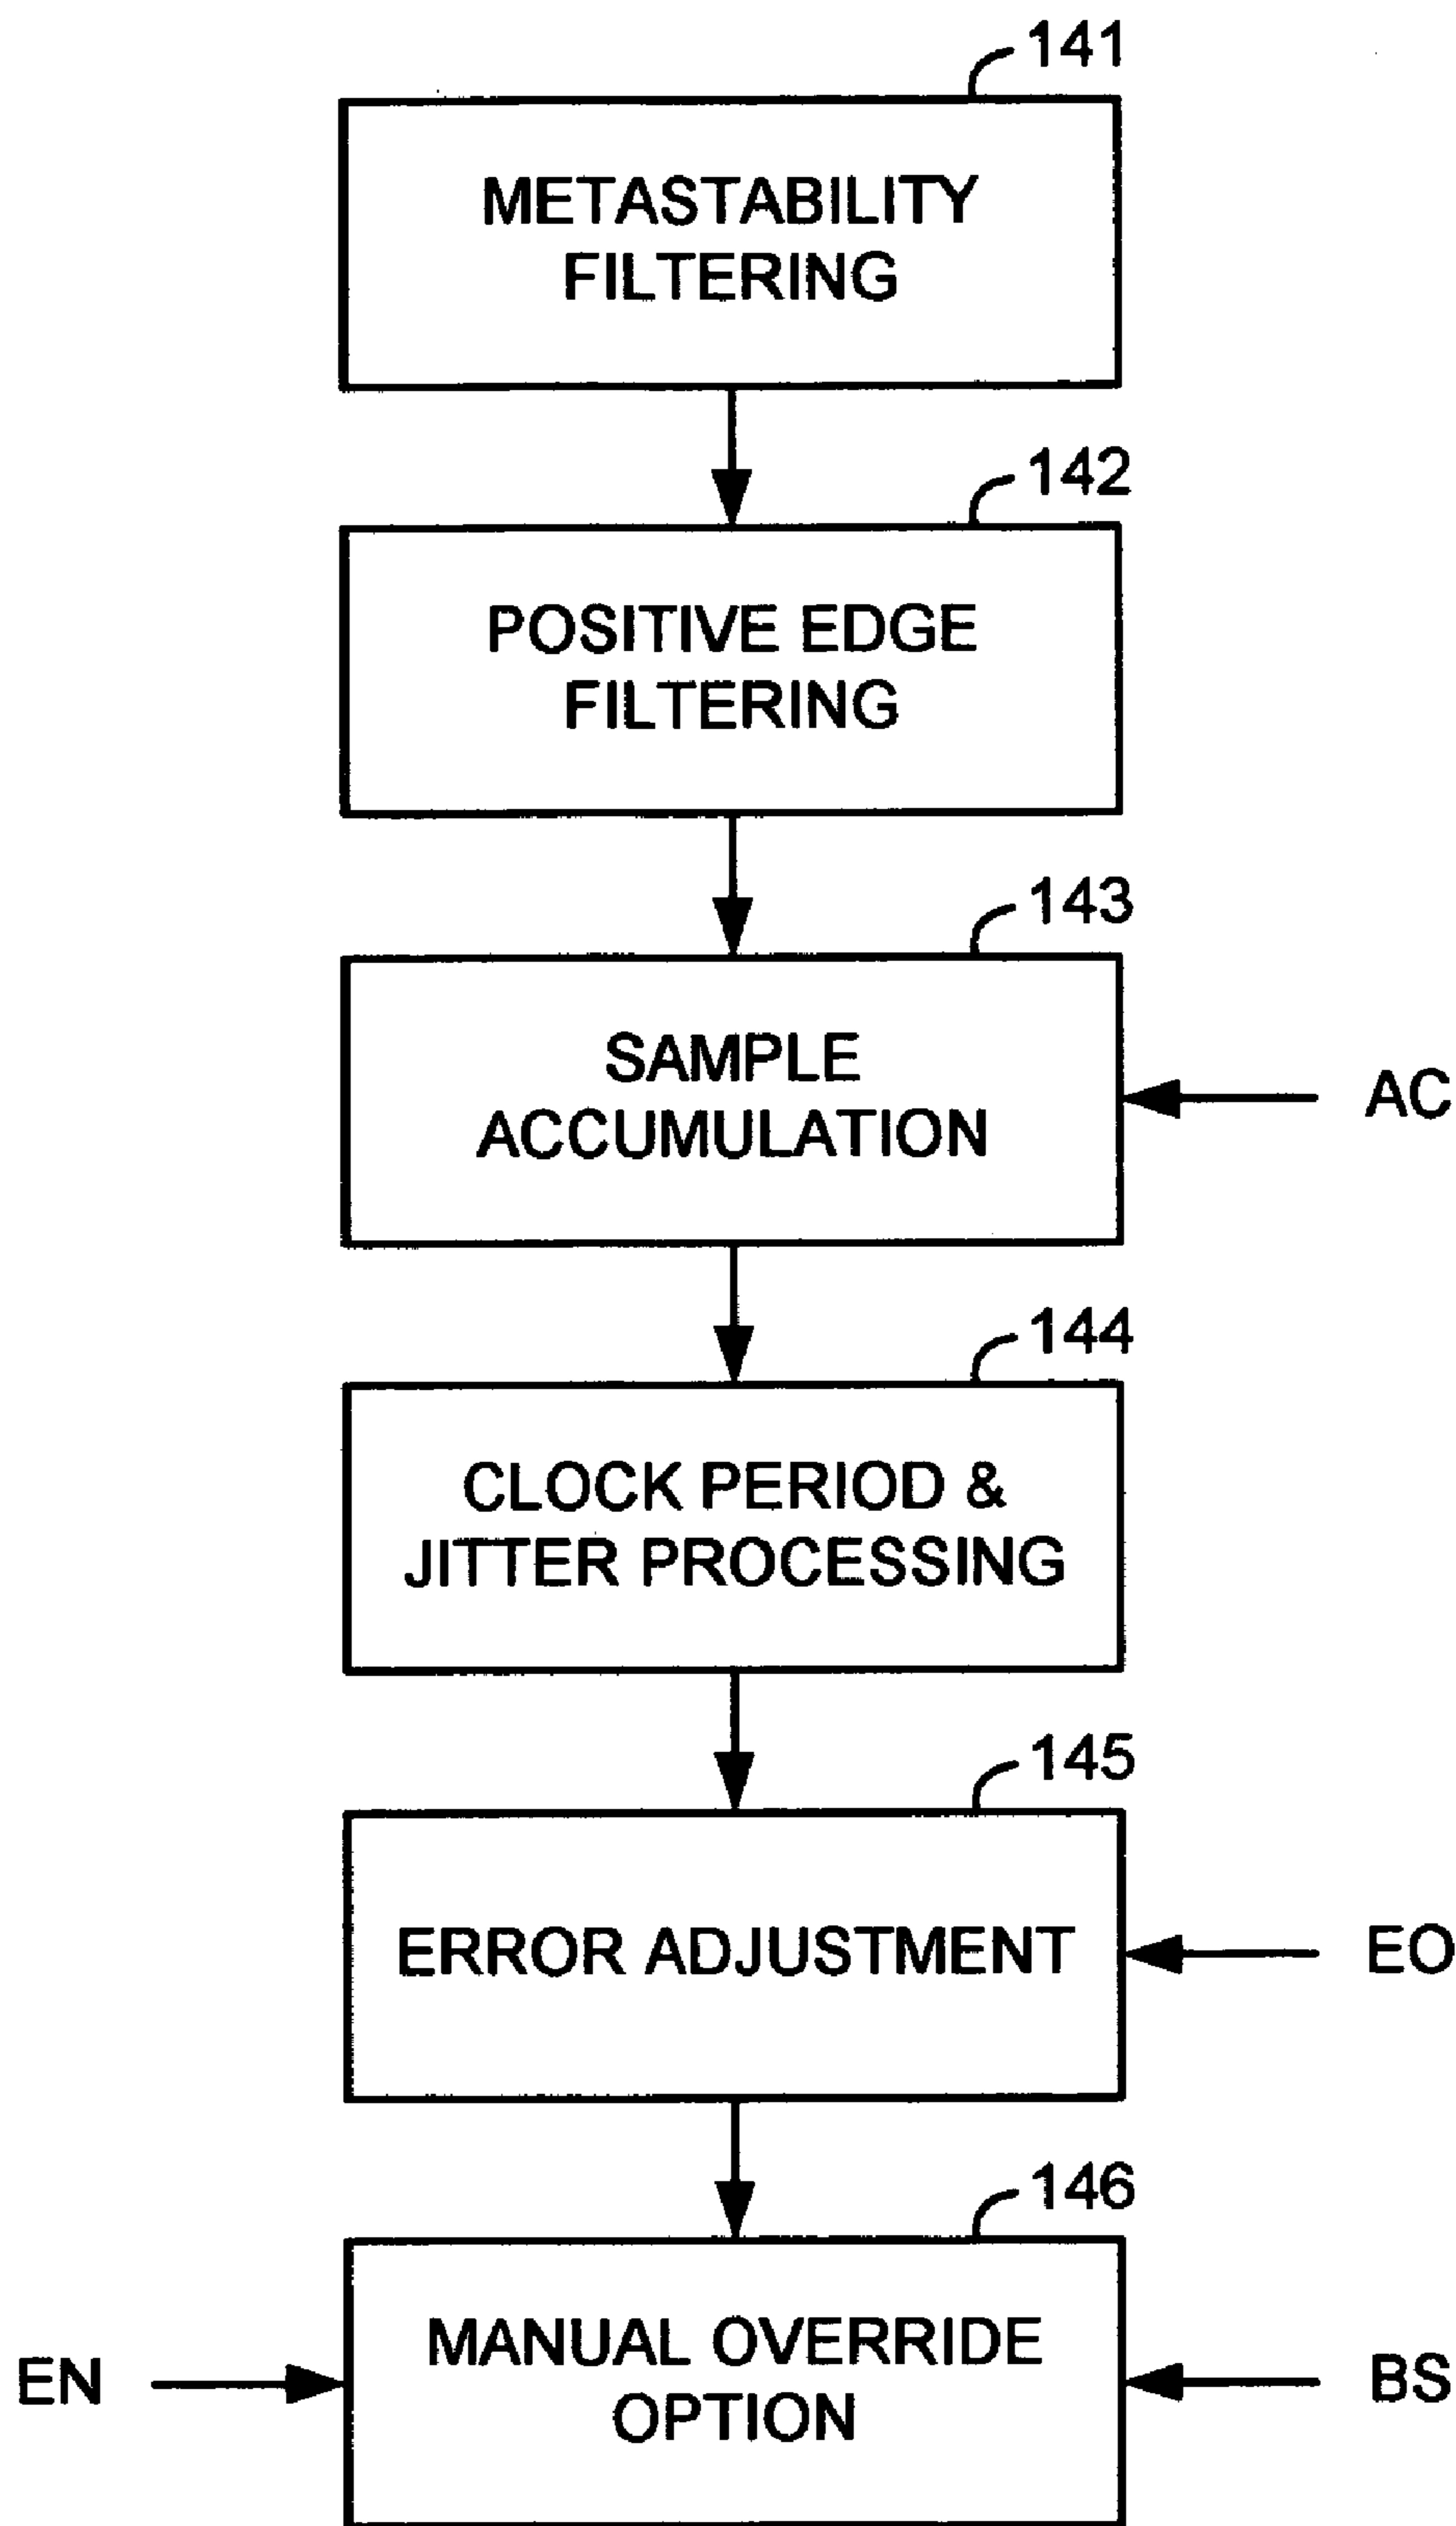 141
METASTABILITY
FILTERING
142
POSITIVE EDGE
FILTERING
143
SAMPLE
ACCUMULATION
AC
144
CLOCK PERIOD &
JITTER PROCESSING
145
ERROR ADJUSTMENT
EO
146
MANUAL OVERRIDE
OPTION
EN
BS